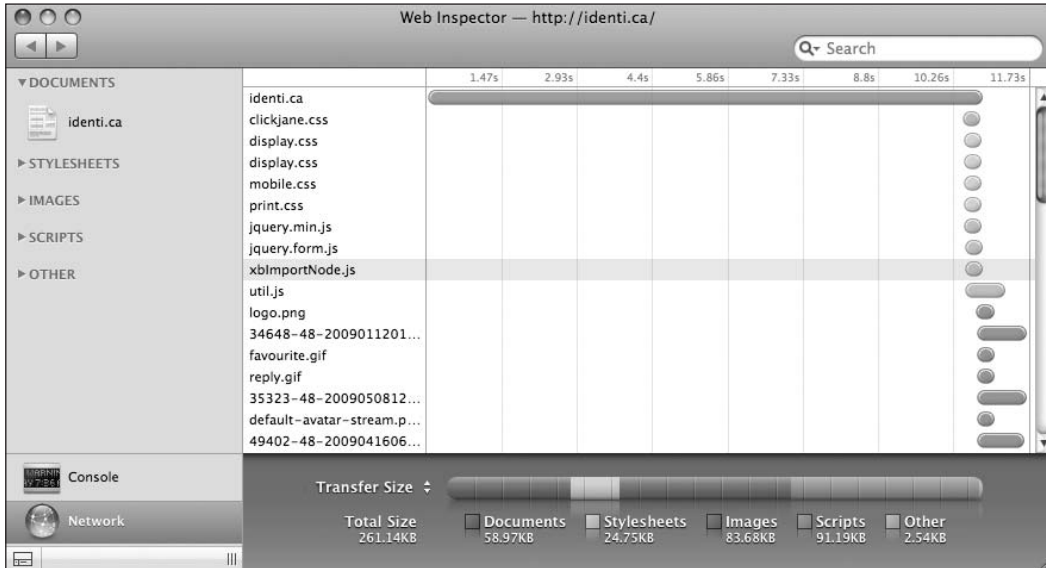 Web Inspector — http://identi.ca/
Search
DOCUMENTS
identi.ca
STYLESHEETS
IMAGES
SCRIPTS
OTHER
1.47s 2.93s 4.4s 5.86s 7.33s 8.8s 10.26s 11.73s
identi.ca
clickjane.css
display.css
display.css
mobile.css
print.css
jquery.min.js
jquery.form.js
xbImportNode.js
util.js
logo.png
34648-48-2009011201...
favourite.gif
reply.gif
35323-48-2009050812...
default-avatar-stream.p...
49402-48-2009041606...
Console
Network
Transfer Size
Total Size
261.14KB
Documents
58.97KB
Stylesheets
24.75KB
Images
83.68KB
Scripts
91.19KB
Other
2.54KB